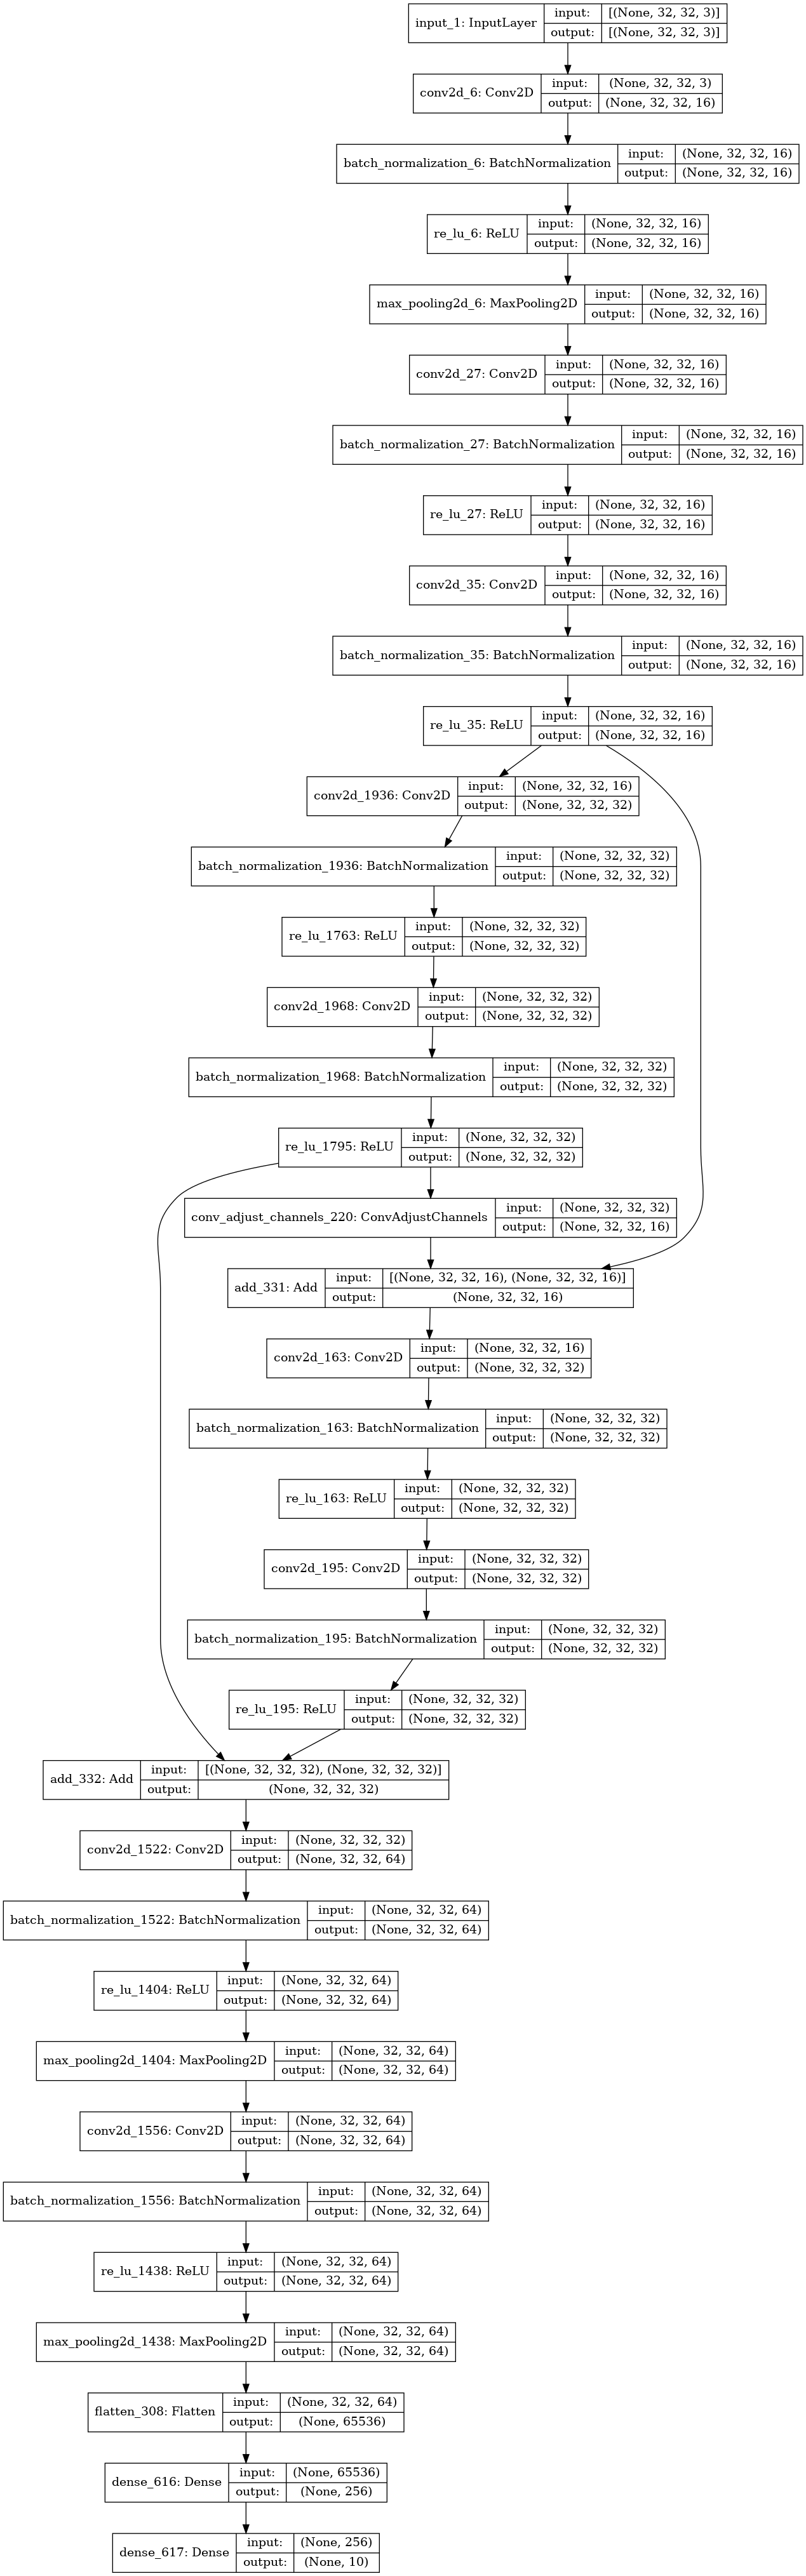 input_1: InputLayer input: [(None, 32, 32, 3)]
output: [(None, 32, 32, 3)]
conv2d_6: Conv2D input: (None, 32, 32, 3)
output: (None, 32, 32, 16)
batch_normalization_6: BatchNormalization input: (None, 32, 32, 16)
output: (None, 32, 32, 16)
re_lu_6: ReLU input: (None, 32, 32, 16)
output: (None, 32, 32, 16)
max_pooling2d_6: MaxPooling2D input: (None, 32, 32, 16)
output: (None, 32, 32, 16)
conv2d_27: Conv2D input: (None, 32, 32, 16)
output: (None, 32, 32, 16)
batch_normalization_27: BatchNormalization input: (None, 32, 32, 16)
output: (None, 32, 32, 16)
re_lu_27: ReLU input: (None, 32, 32, 16)
output: (None, 32, 32, 16)
conv2d_35: Conv2D input: (None, 32, 32, 16)
output: (None, 32, 32, 16)
batch_normalization_35: BatchNormalization input: (None, 32, 32, 16)
output: (None, 32, 32, 16)
re_lu_35: ReLU input: (None, 32, 32, 16)
output: (None, 32, 32, 16)
conv2d_1936: Conv2D input: (None, 32, 32, 16)
output: (None, 32, 32, 32)
batch_normalization_1936: BatchNormalization input: (None, 32, 32, 32)
output: (None, 32, 32, 32)
re_lu_1763: ReLU input: (None, 32, 32, 32)
output: (None, 32, 32, 32)
conv2d_1968: Conv2D input: (None, 32, 32, 32)
output: (None, 32, 32, 32)
batch_normalization_1968: BatchNormalization input: (None, 32, 32, 32)
output: (None, 32, 32, 32)
re_lu_1795: ReLU input: (None, 32, 32, 32)
output: (None, 32, 32, 32)
conv_adjust_channels_220: ConvAdjustChannels input: (None, 32, 32, 32)
output: (None, 32, 32, 16)
add_331: Add input: [(None, 32, 32, 16), (None, 32, 32, 16)]
output: (None, 32, 32, 16)
conv2d_163: Conv2D input: (None, 32, 32, 16)
output: (None, 32, 32, 32)
batch_normalization_163: BatchNormalization input: (None, 32, 32, 32)
output: (None, 32, 32, 32)
re_lu_163: ReLU input: (None, 32, 32, 32)
output: (None, 32, 32, 32)
conv2d_195: Conv2D input: (None, 32, 32, 32)
output: (None, 32, 32, 32)
batch_normalization_195: BatchNormalization input: (None, 32, 32, 32)
output: (None, 32, 32, 32)
re_lu_195: ReLU input: (None, 32, 32, 32)
output: (None, 32, 32, 32)
add_332: Add input: [(None, 32, 32, 32), (None, 32, 32, 32)]
output: (None, 32, 32, 32)
conv2d_1522: Conv2D input: (None, 32, 32, 32)
output: (None, 32, 32, 64)
batch_normalization_1522: BatchNormalization input: (None, 32, 32, 64)
output: (None, 32, 32, 64)
re_lu_1404: ReLU input: (None, 32, 32, 64)
output: (None, 32, 32, 64)
max_pooling2d_1404: MaxPooling2D input: (None, 32, 32, 64)
output: (None, 32, 32, 64)
conv2d_1556: Conv2D input: (None, 32, 32, 64)
output: (None, 32, 32, 64)
batch_normalization_1556: BatchNormalization input: (None, 32, 32, 64)
output: (None, 32, 32, 64)
re_lu_1438: ReLU input: (None, 32, 32, 64)
output: (None, 32, 32, 64)
max_pooling2d_1438: MaxPooling2D input: (None, 32, 32, 64)
output: (None, 32, 32, 64)
flatten_308: Flatten input: (None, 32, 32, 64)
output: (None, 65536)
dense_616: Dense input: (None, 65536)
output: (None, 256)
dense_617: Dense input: (None, 256)
output: (None, 10)